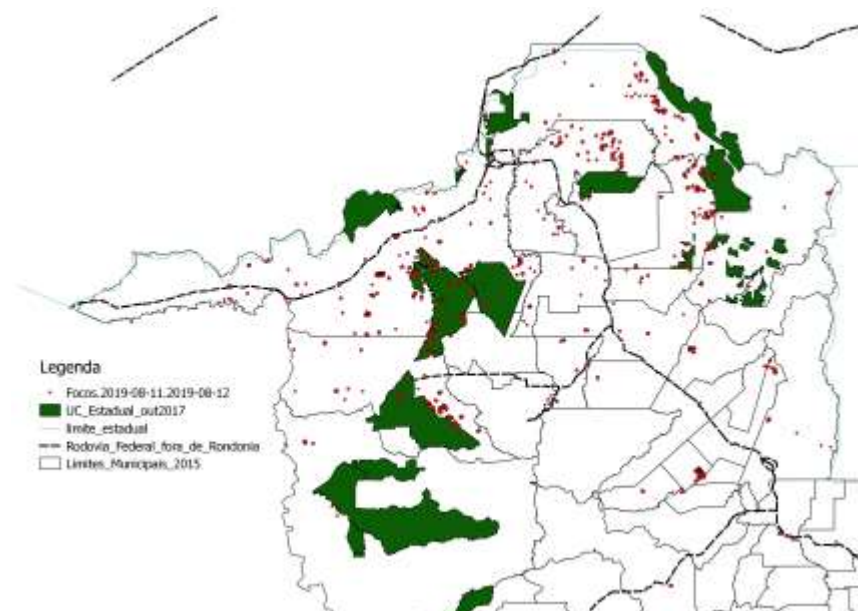 Legenda
Focos.2019-08-11.2019-08-12
UC_Estadual_out2017
limite_estadual
Rodovia_Federal_fora_de_Rondonia
Limites_Municipais_2015